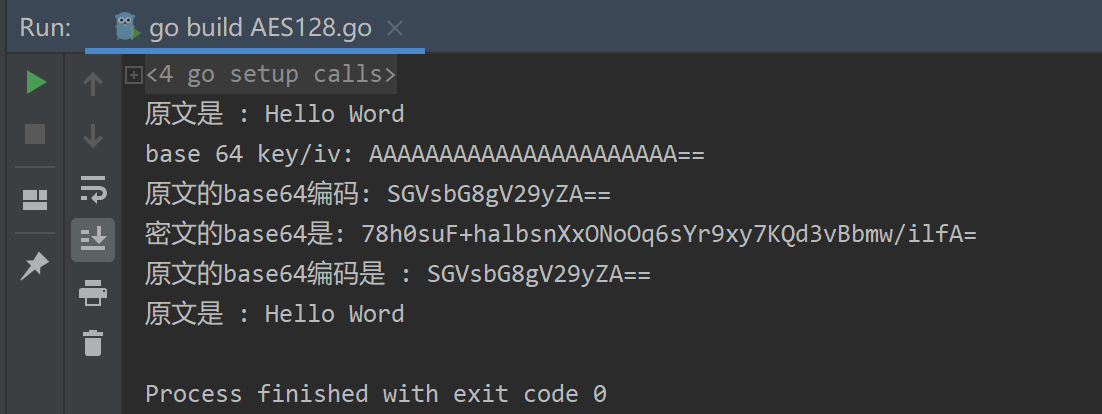 Run: go build AES128.go
<4 go setup calls>
原文是 : Hello Word
base 64 key/iv: AAAAAAAAAAAAAAAAAAAAAA==
原文的base64编码: SGVsbG8gV29yZA==
密文的base64是: 78h0suF+halbsnXxONoOq6sYr9xy7KQd3vBbmw/ilfA=
原文的base64编码是 : SGVsbG8gV29yZA==
原文是 : Hello Word
Process finished with exit code 0